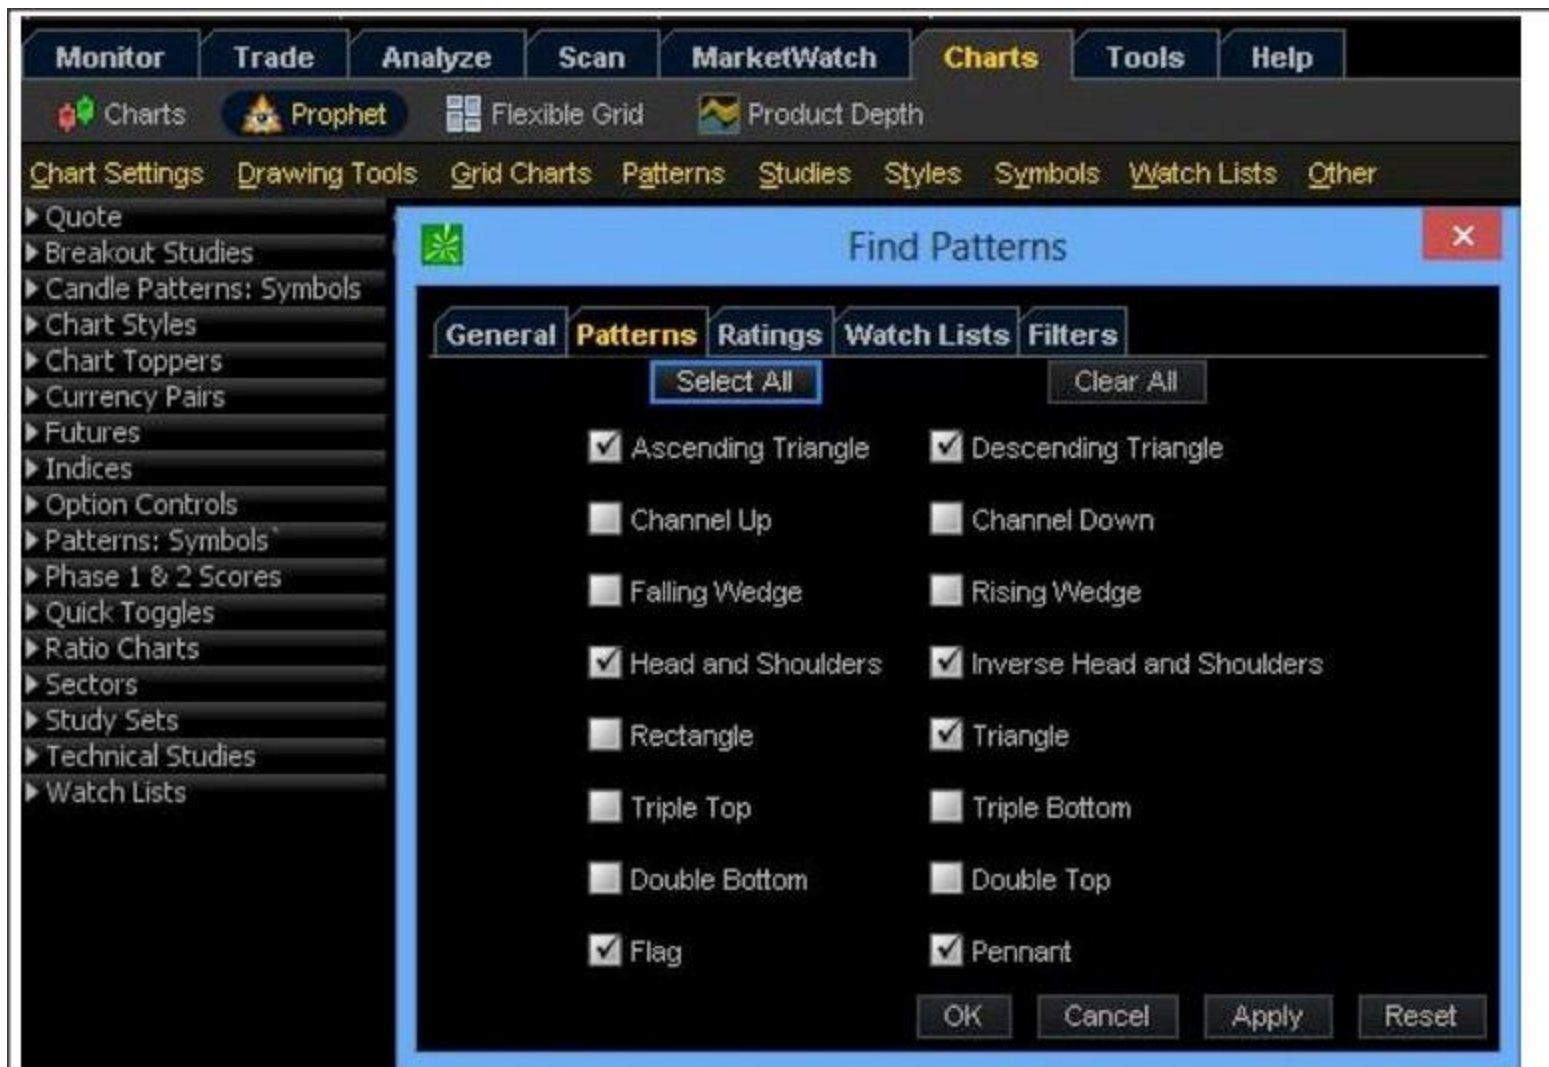 Monitor Trade Analyze Scan MarketWatch Charts Tools Help
Charts Prophet Flexible Grid Product Depth
Chart Settings Drawing Tools Grid Charts Patterns Studies Styles Symbols Watch Lists Other
Quote
Breakout Studies
Candle Patterns: Symbols
Chart Styles
Chart Toppers
Currency Pairs
Futures
Indices
Option Controls
Patterns: Symbols
Phase 1 & 2 Scores
Quick Toggles
Ratio Charts
Sectors
Study Sets
Technical Studies
Watch Lists
Find Patterns
General Patterns Ratings Watch Lists Filters
Select All Clear All
Ascending Triangle Descending Triangle
Channel Up Channel Down
Falling Wedge Rising Wedge
Head and Shoulders Inverse Head and Shoulders
Rectangle Triangle
Triple Top Triple Bottom
Double Bottom Double Top
Flag Pennant
OK Cancel Apply Reset